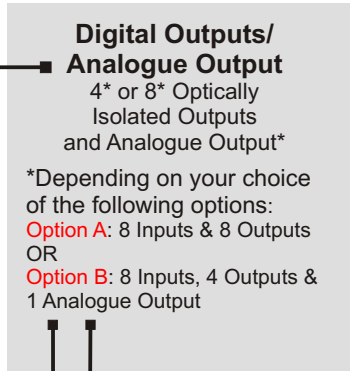 Digital Outputs/
Analogue Output
4* or 8* Optically
Isolated Outputs
and Analogue Output*
*Depending on your choice
of the following options:
Option A: 8 Inputs & 8 Outputs
OR
Option B: 8 Inputs, 4 Outputs &
1 Analogue Output